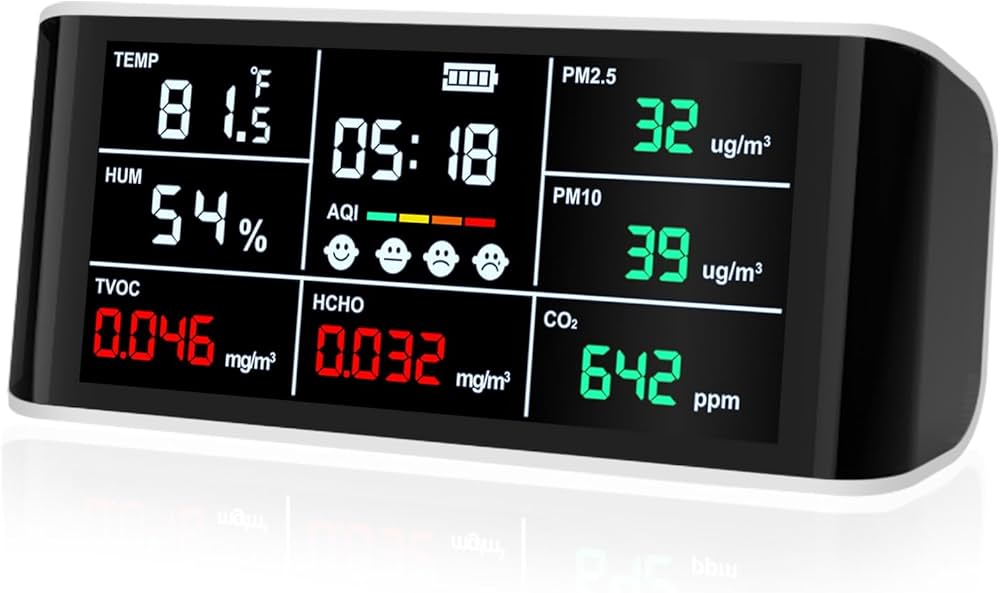 TEMP
81.5 °F
HUM
54 %
05:18
AQI
PM2.5
32 ug/m³
PM10
39 ug/m³
TVOC
0.046 mg/m³
HCHO
0.032 mg/m³
CO₂
642 ppm